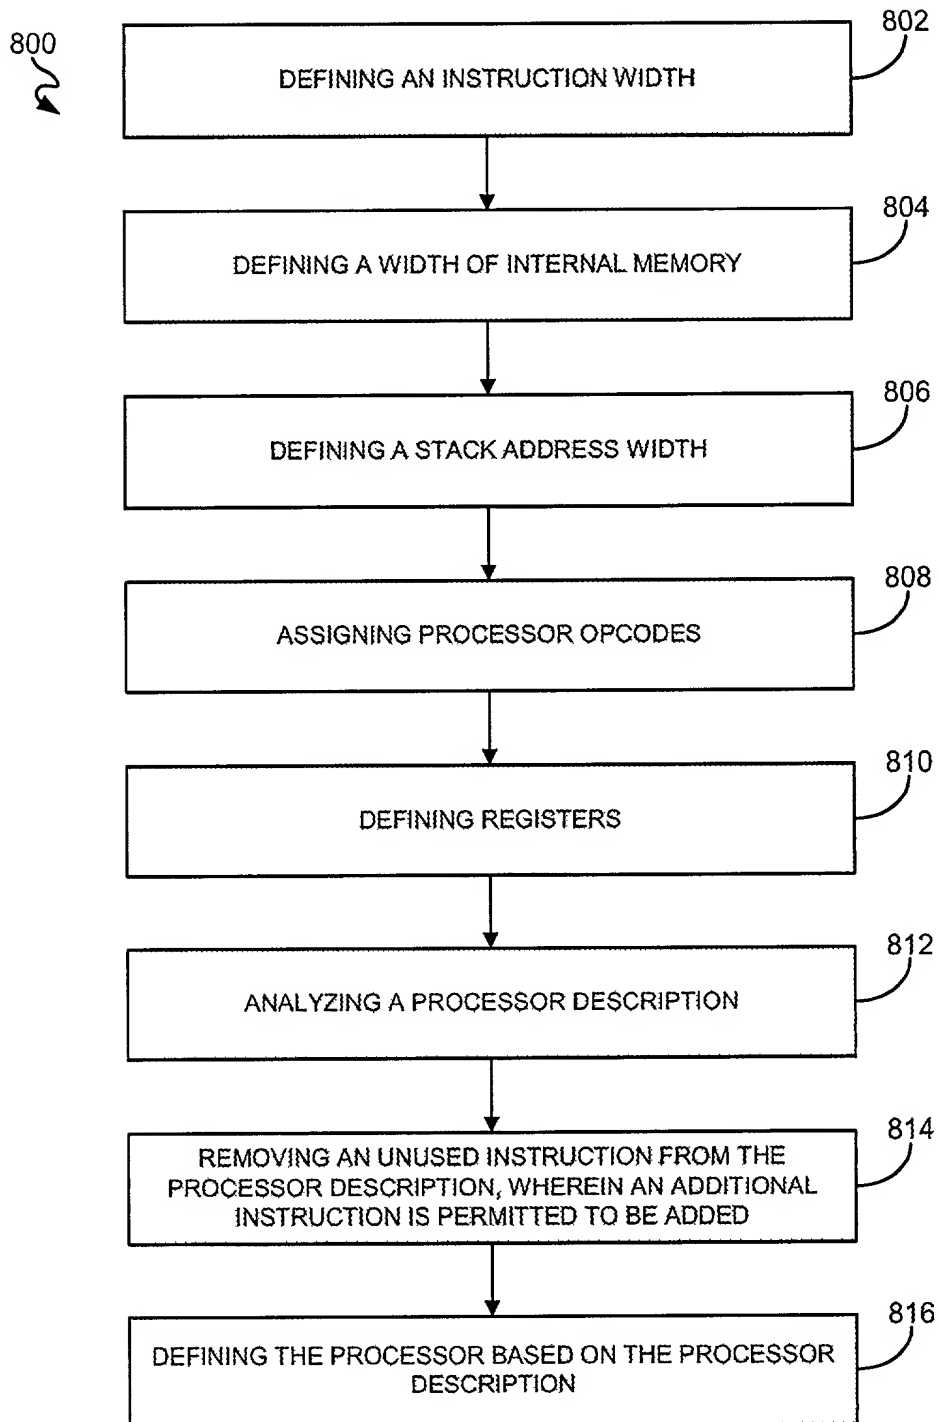 800
802
DEFINING AN INSTRUCTION WIDTH
804
DEFINING A WIDTH OF INTERNAL MEMORY
806
DEFINING A STACK ADDRESS WIDTH
808
ASSIGNING PROCESSOR OPCODES
810
DEFINING REGISTERS
812
ANALYZING A PROCESSOR DESCRIPTION
814
REMOVING AN UNUSED INSTRUCTION FROM THE
PROCESSOR DESCRIPTION, WHEREIN AN ADDITIONAL
INSTRUCTION IS PERMITTED TO BE ADDED
816
DEFINING THE PROCESSOR BASED ON THE PROCESSOR
DESCRIPTION